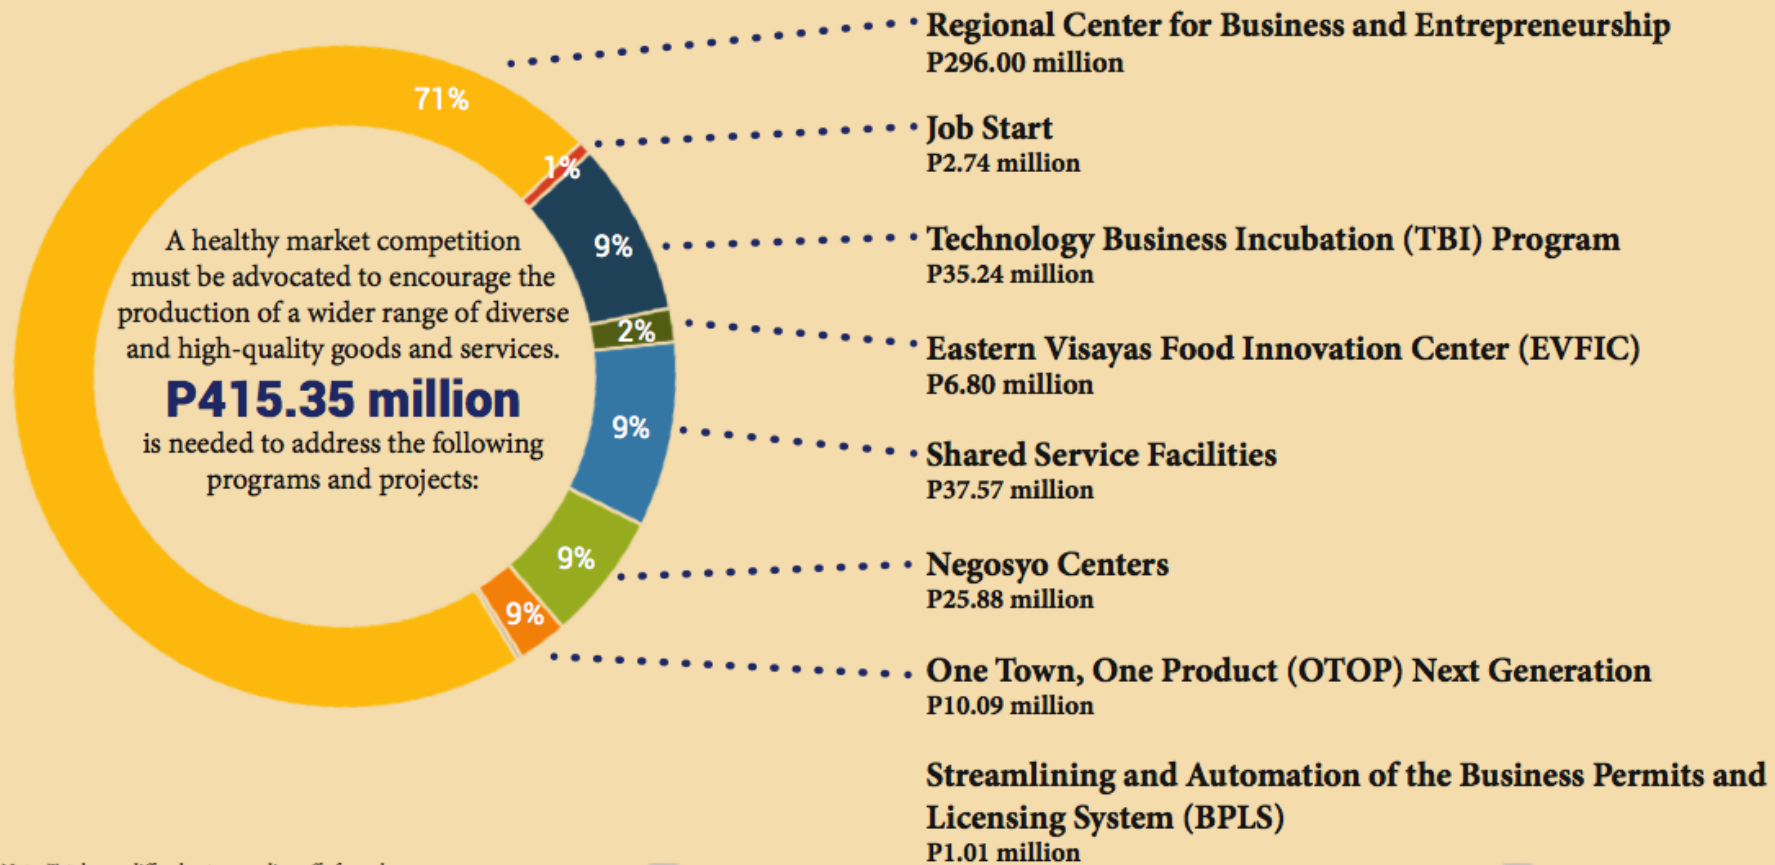 Regional Center for Business and Entrepreneurship
P296.00 million
71%
Job Start
P2.74 million
1%
Technology Business Incubation (TBI) Program
P35.24 million
9%
A healthy market competition
must be advocated to encourage the
production of a wider range of diverse
and high-quality goods and services.
P415.35 million
is needed to address the following
programs and projects:
2%
Eastern Visayas Food Innovation Center (EVFIC)
P6.80 million
9%
Shared Service Facilities
P37.57 million
9%
Negosyo Centers
P25.88 million
9%
One Town, One Product (OTOP) Next Generation
P10.09 million
Streamlining and Automation of the Business Permits and
Licensing System (BPLS)
P1.01 million